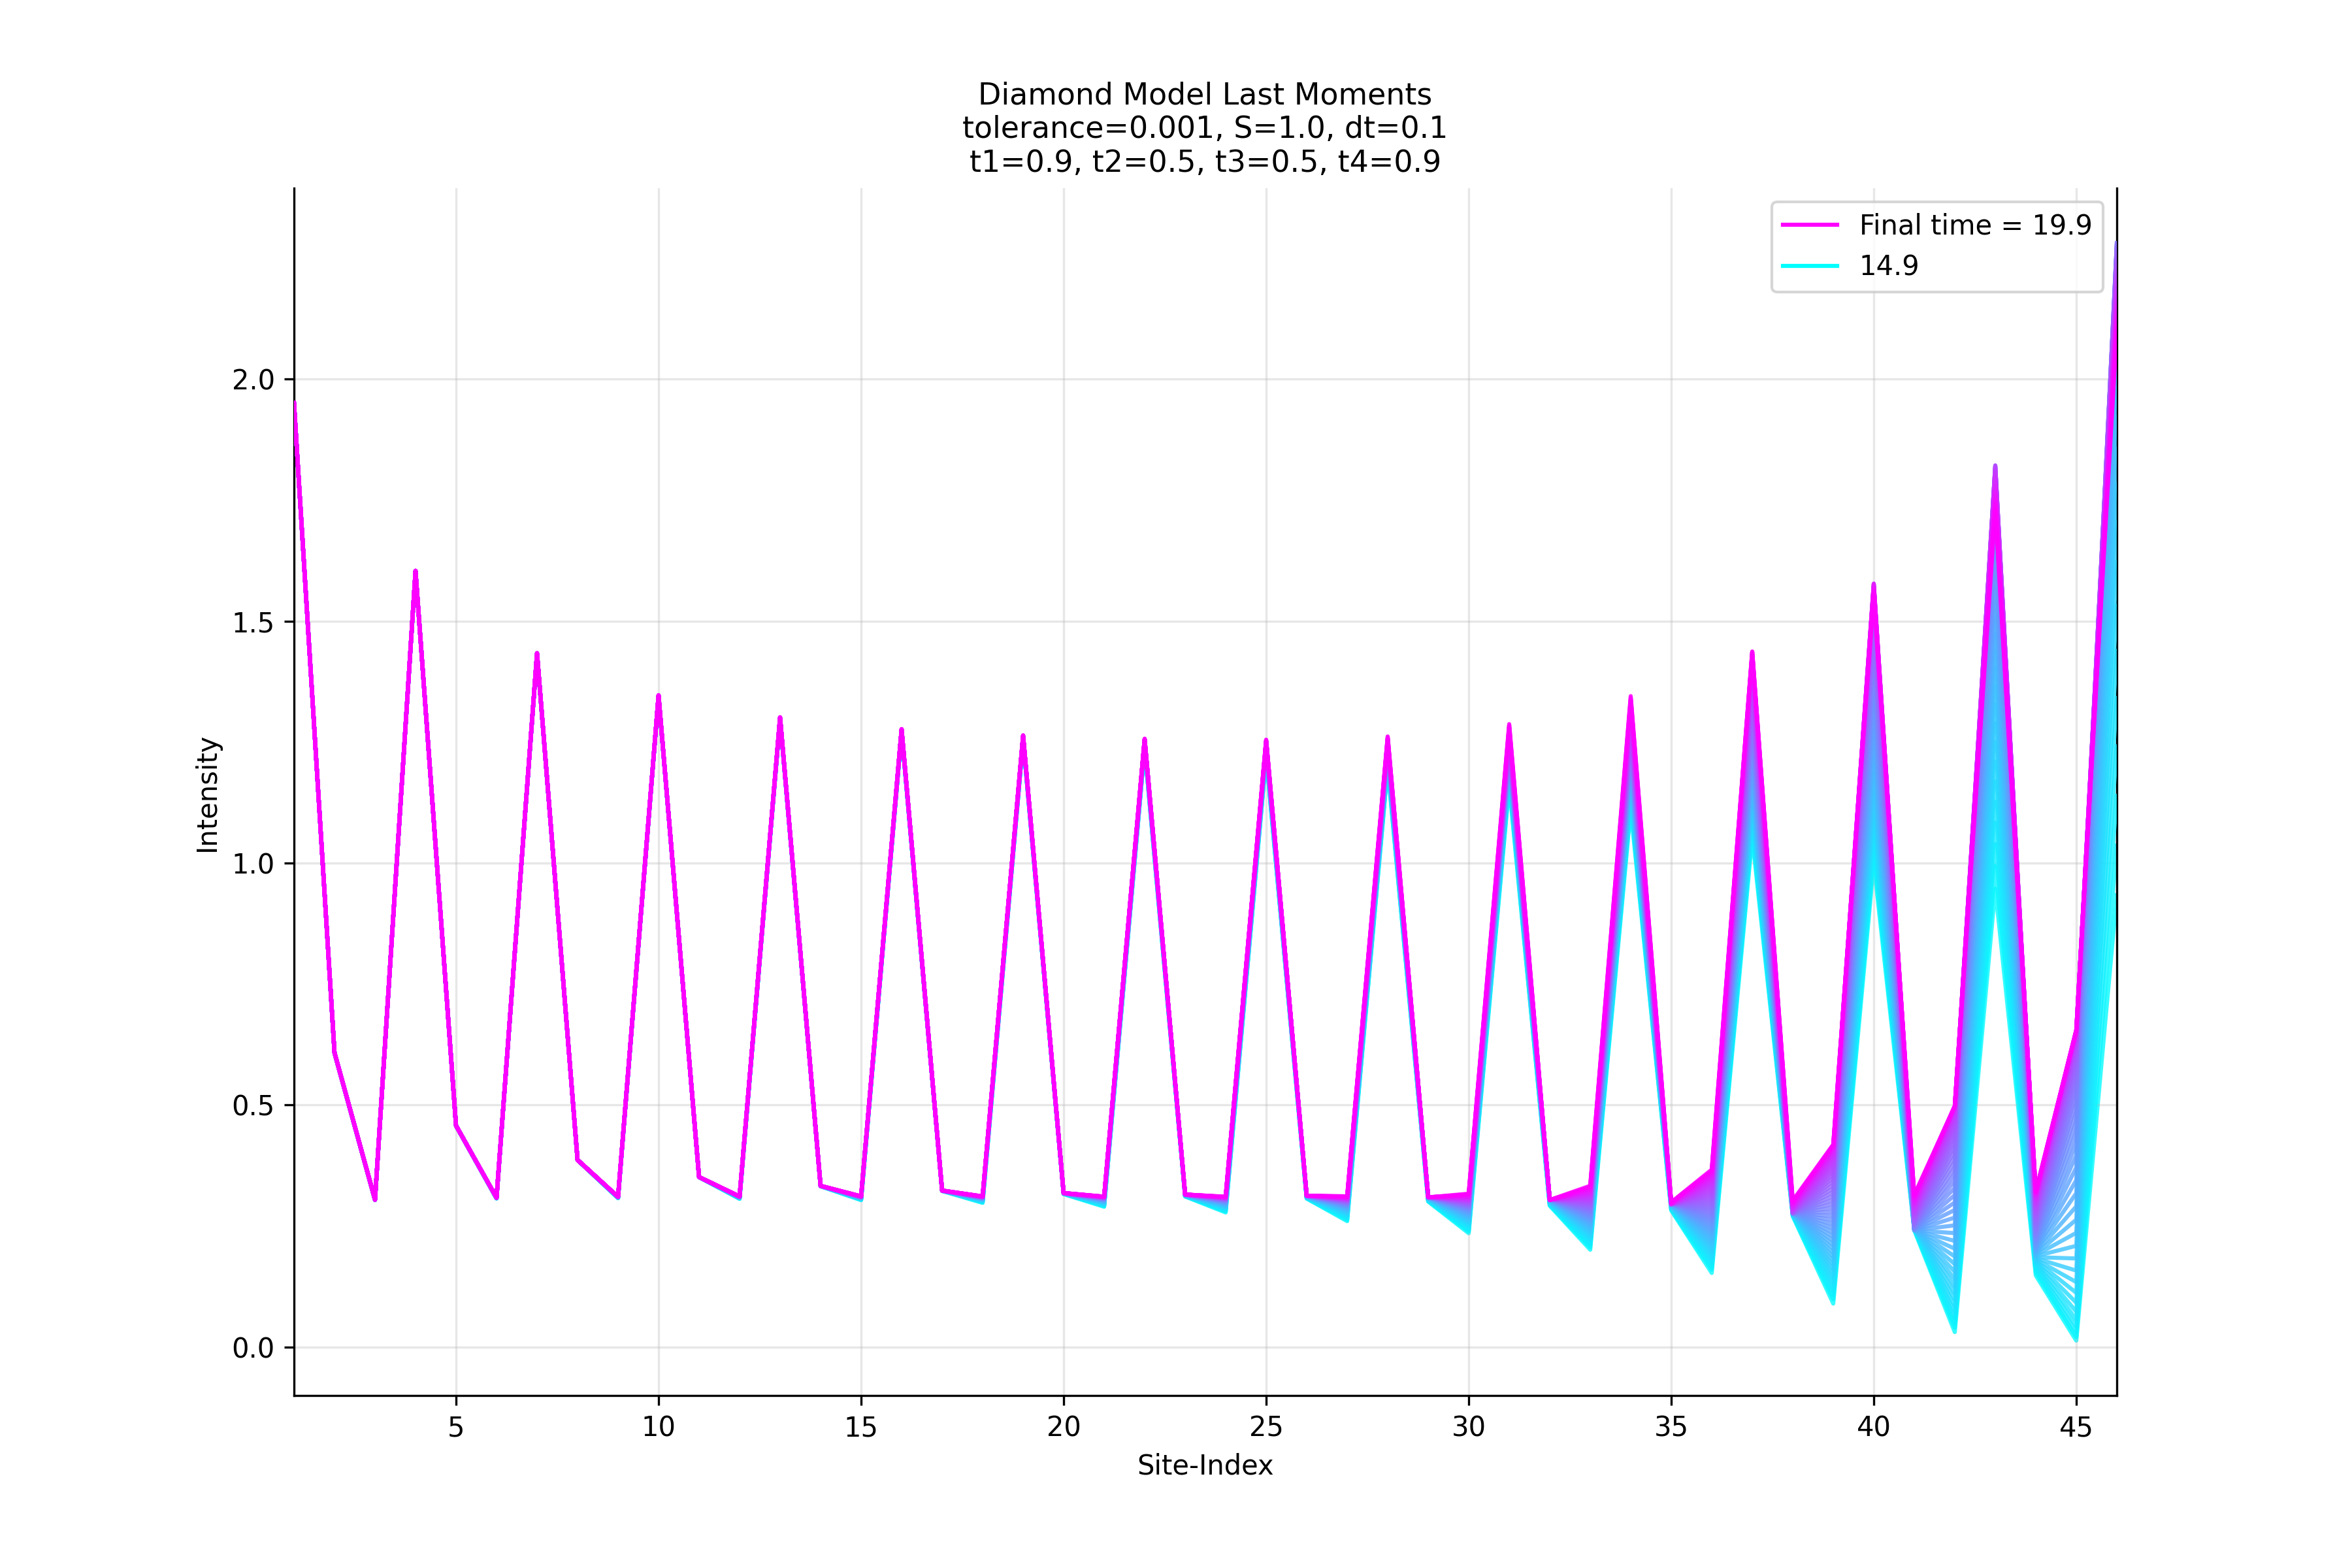 Diamond Model Last Moments
tolerance=0.001, S=1.0, dt=0.1
t1=0.9, t2=0.5, t3=0.5, t4=0.9
Final time = 19.9
14.9
2.0
1.5
1.0
0.5
0.0
Intensity
5 10 15 20 25 30 35 40 45
Site-Index